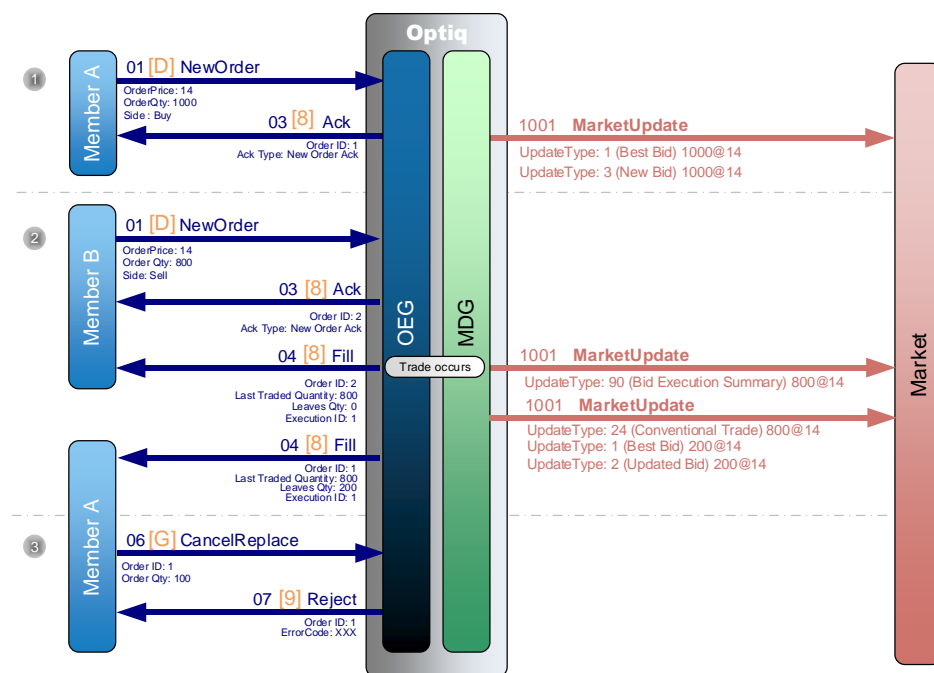 Optiq
1
Member A
01 [D] NewOrder
OrderPrice: 14
OrderQty: 1000
Side : Buy
03 [8] Ack
Order ID: 1
Ack Type: New Order Ack
1001 MarketUpdate
UpdateType: 1 (Best Bid) 1000@14
UpdateType: 3 (New Bid) 1000@14
2
Member B
01 [D] NewOrder
OrderPrice: 14
Order Qty: 800
Side: Sell
03 [8] Ack
Order ID: 2
Ack Type: New Order Ack
OEG
MDG
Market
04 [8] Fill
Order ID: 2
Last Traded Quantity: 800
Leaves Qty: 0
Execution ID: 1
Trade occurs
1001 MarketUpdate
UpdateType: 90 (Bid Execution Summary) 800@14
1001 MarketUpdate
UpdateType: 24 (Conventional Trade) 800@14
UpdateType: 1 (Best Bid) 200@14
UpdateType: 2 (Updated Bid) 200@14
04 [8] Fill
Order ID: 1
Last Traded Quantity: 800
Leaves Qty: 200
Execution ID: 1
3
Member A
06 [G] CancelReplace
Order ID: 1
Order Qty: 100
07 [9] Reject
Order ID: 1
ErrorCode: XXX